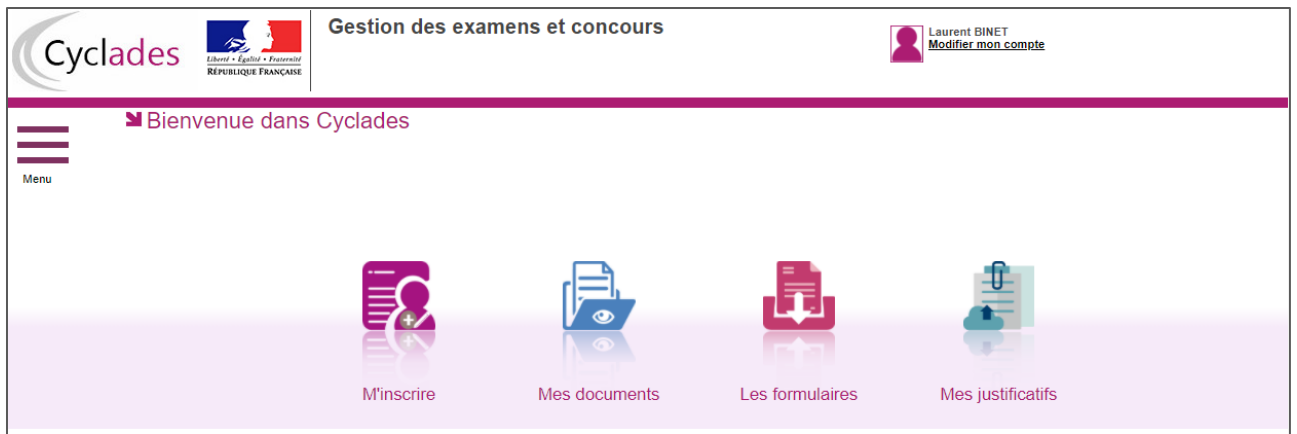 Cyclades
Liberté • Égalité • Fraternité
RÉPUBLIQUE FRANÇAISE
Gestion des examens et concours
Laurent BINET
Modifier mon compte
Bienvenue dans Cyclades
Menu
M'inscrire
Mes documents
Les formulaires
Mes justificatifs